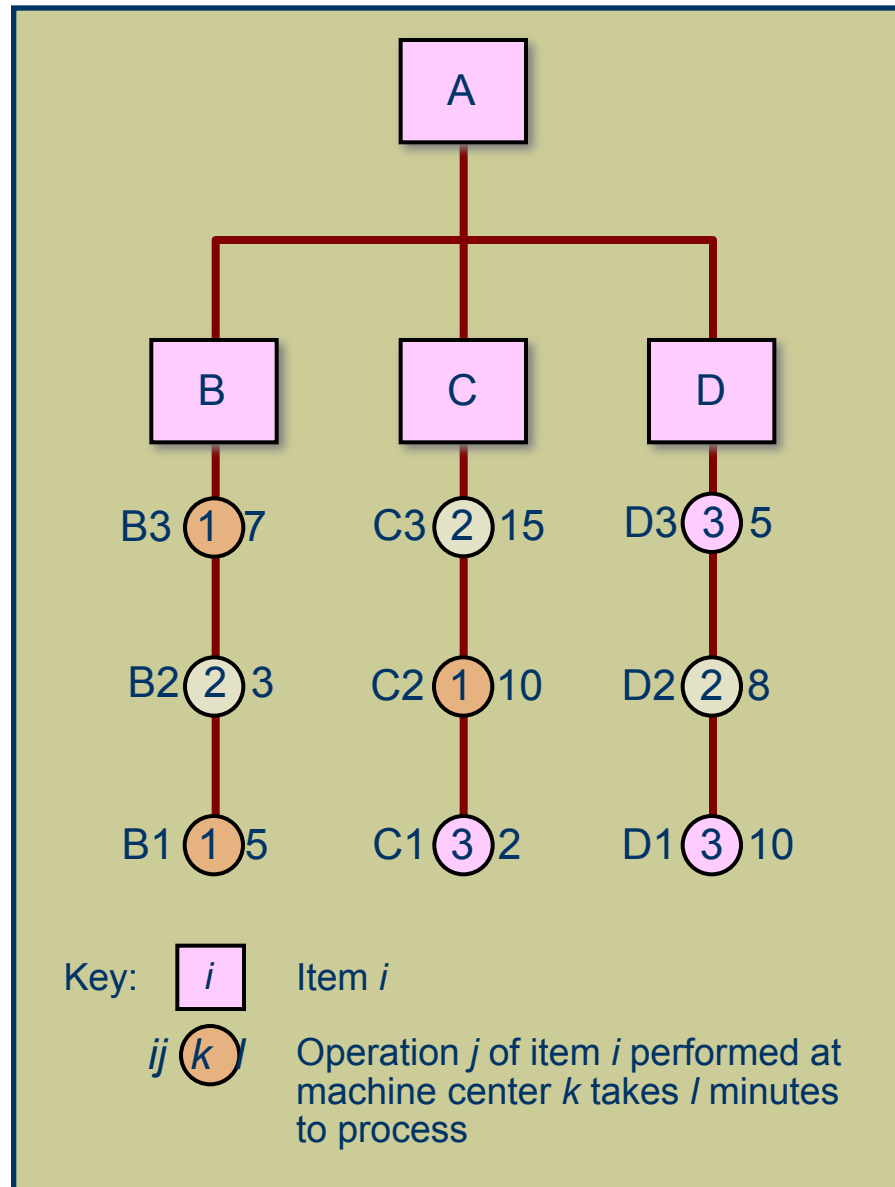 A
B C D
B3 1 7 C3 2 15 D3 3 5
B2 2 3 C2 1 10 D2 2 8
B1 1 5 C1 3 2 D1 3 10
Key: i Item i
ij k l Operation j of item i performed at
machine center k takes l minutes
to process